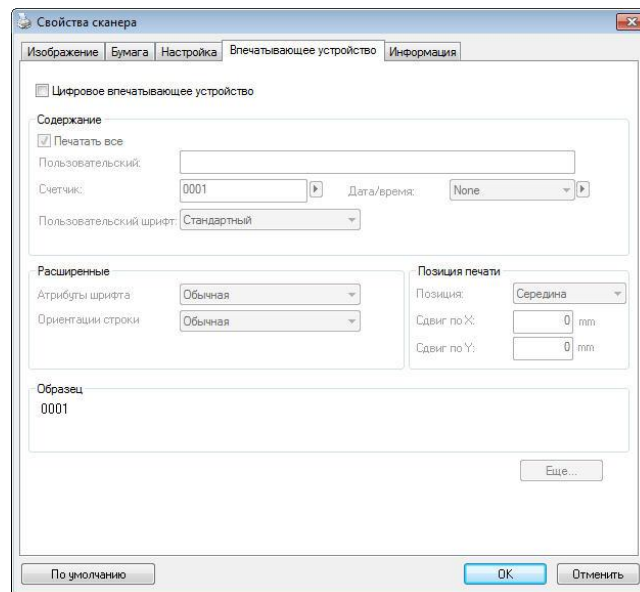 Свойства сканера
Изображение Бумага Настройка Впечатывающее устройство Информация
Цифровое впечатывающее устройство
Содержание
Печатать все
Пользовательский:
Счетчик: 0001 Дата/время: None
Пользовательский шрифт: Стандартный
Расширенные
Атрибуты шрифта Обычная
Ориентации строки Обычная
Позиция печати
Позиция: Середина
Сдвиг по X: 0 mm
Сдвиг по Y: 0 mm
Образец
0001
Еще...
По умолчанию OK Отменить